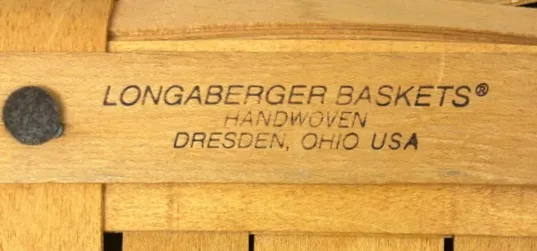 LONGABERGER BASKETS®
HANDWOVEN
DRESDEN, OHIO USA